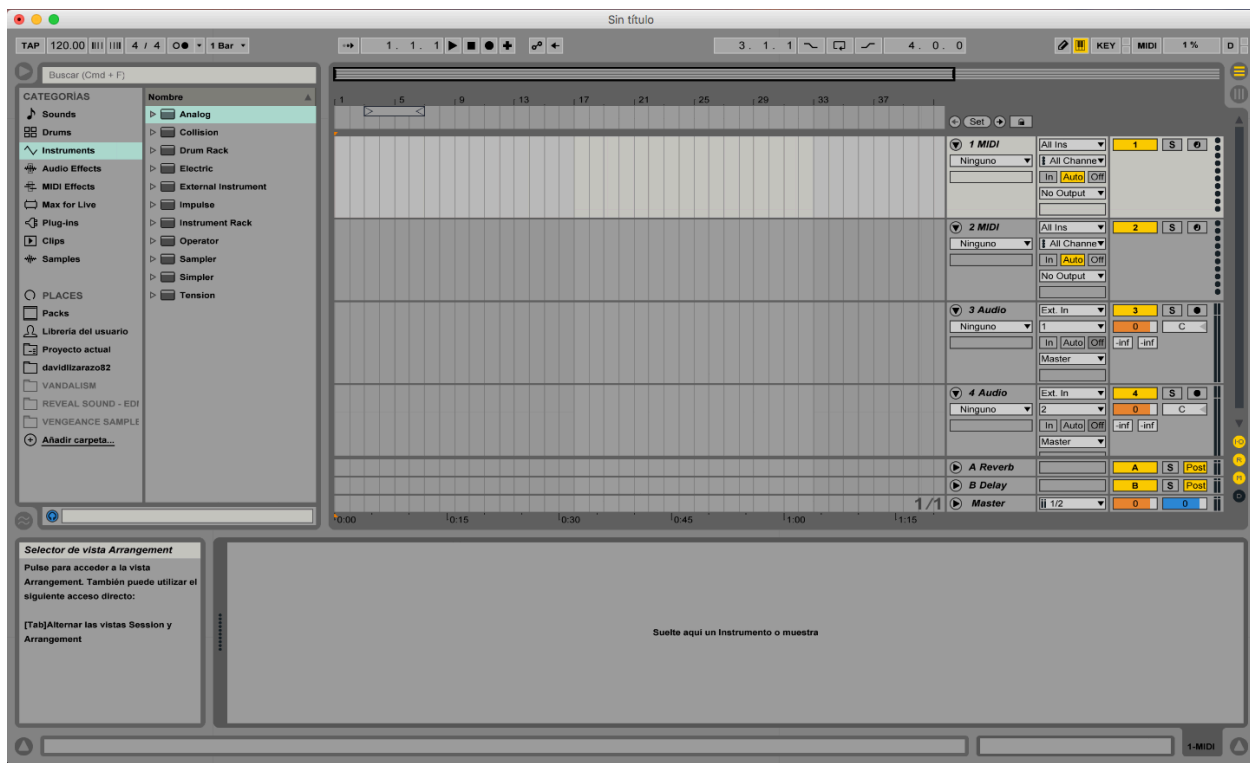 Sin título
TAP 120.00 4 / 4 1 Bar 1. 1. 1 3. 1. 1 4. 0. 0 KEY MIDI 1 % D
Buscar (Cmd + F)
CATEGORÍAS
Sounds
Drums
Instruments
Audio Effects
MIDI Effects
Max for Live
Plug-ins
Clips
Samples
PLACES
Packs
Librería del usuario
Proyecto actual
davidlizarazo82
VANDALISM
REVEAL SOUND - EDI
VENGEANCE SAMPLE
Añadir carpeta...
Nombre
Analog
Collision
Drum Rack
Electric
External Instrument
Impulse
Instrument Rack
Operator
Sampler
Simpler
Tension
1 5 9 13 17 21 25 29 33 37
Set
1 MIDI All Ins 1 S
Ninguno All Channe
In Auto Off
No Output
2 MIDI All Ins 2 S
Ninguno All Channe
In Auto Off
No Output
3 Audio Ext. In 3 S
Ninguno 1 0 C
In Auto Off -inf -inf
Master
4 Audio Ext. In 4 S
Ninguno 2 0 C
In Auto Off -inf -inf
Master
A Reverb A S Post
B Delay B S Post
1/1 Master 1/2 0 0
I·O
R
M
D
0:00 0:15 0:30 0:45 1:00 1:15
Selector de vista Arrangement
Pulse para acceder a la vista
Arrangement. También puede utilizar el
siguiente acceso directo:
[Tab]Alternar las vistas Session y
Arrangement
Suelte aquí un Instrumento o muestra
1-MIDI